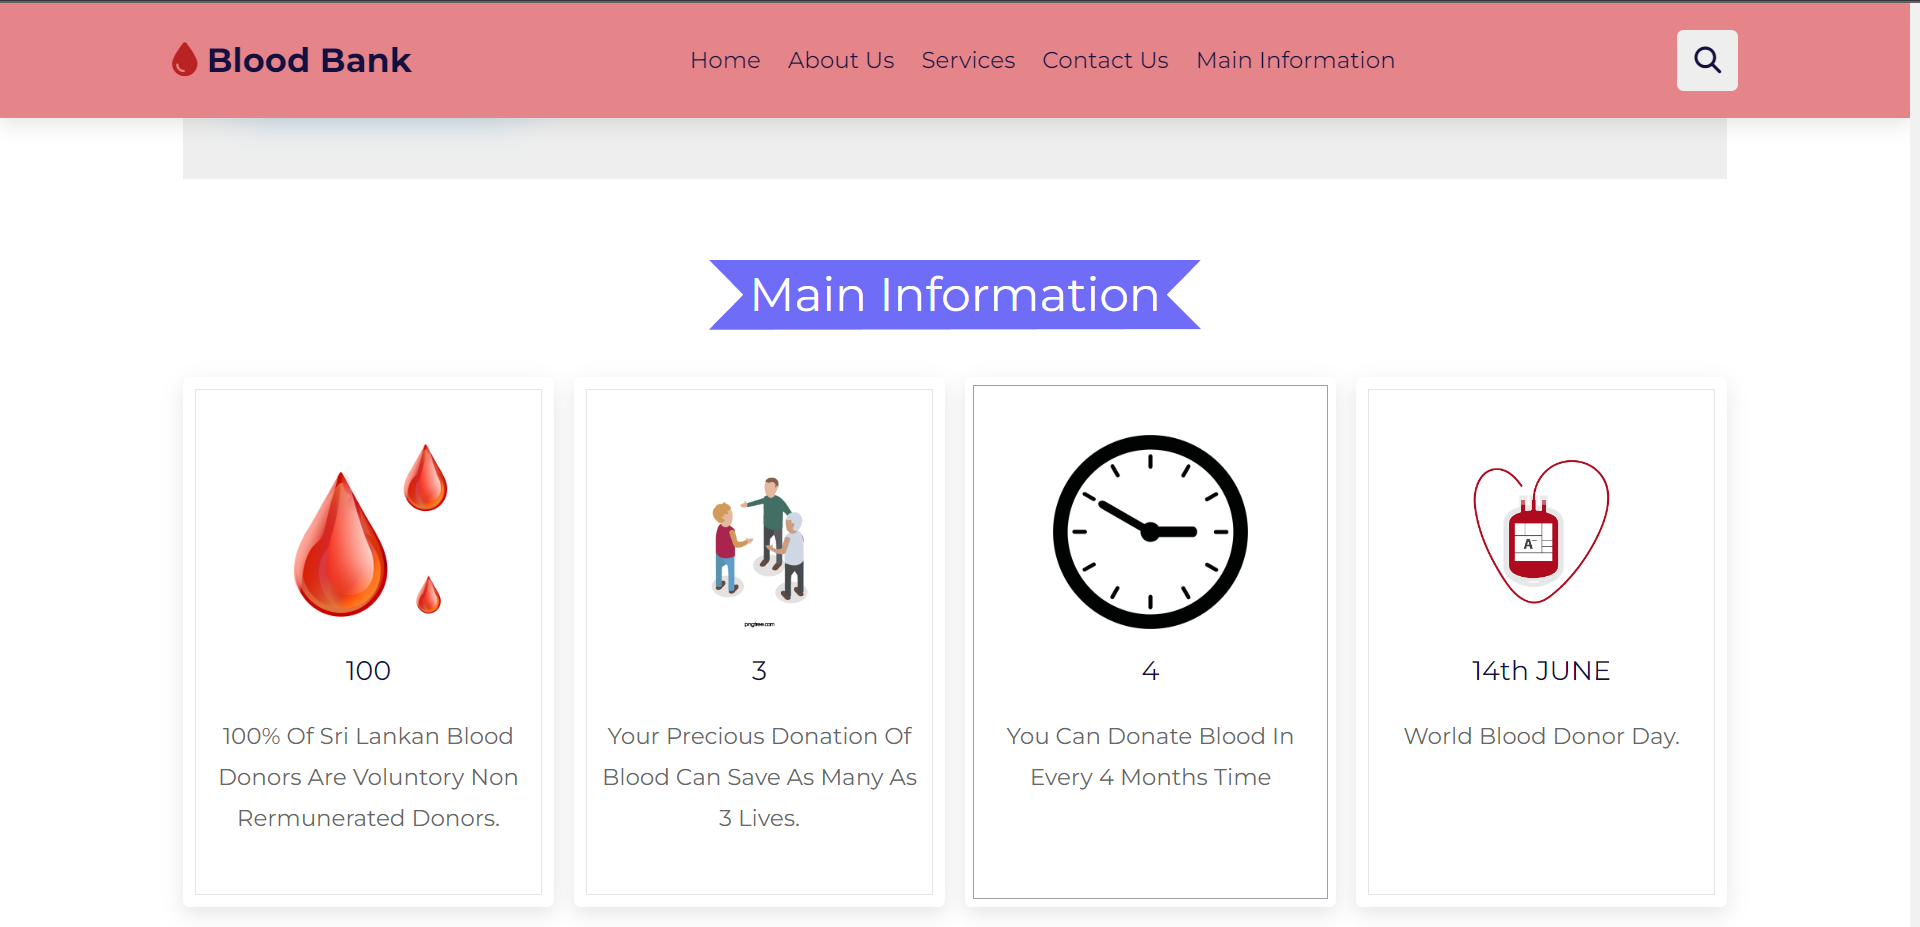 Blood Bank
Home About Us Services Contact Us Main Information
Main Information
100
100% Of Sri Lankan Blood
Donors Are Voluntory Non
Rermunerated Donors.
pngtree.com
3
Your Precious Donation Of
Blood Can Save As Many As
3 Lives.
4
You Can Donate Blood In
Every 4 Months Time
A-
14th JUNE
World Blood Donor Day.